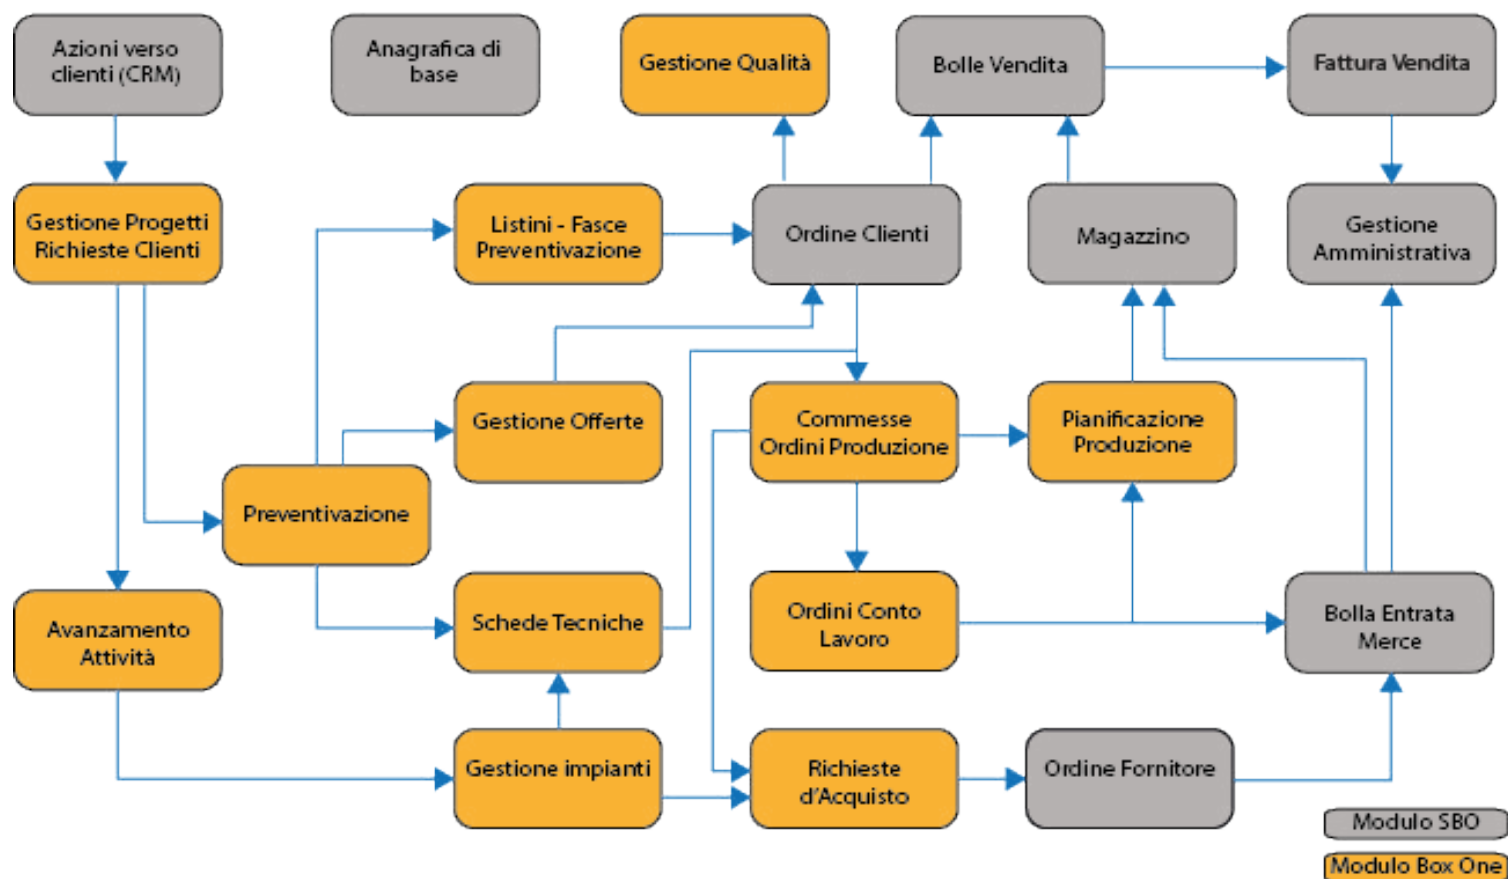 Azioni verso
clienti (CRM)
Anagrafica di
base
Gestione Qualità
Bolle Vendita
Fattura Vendita
Gestione Progetti
Richieste Clienti
Listini - Fasce
Preventivazione
Ordine Clienti
Magazzino
Gestione
Amministrativa
Gestione Offerte
Commesse
Ordini Produzione
Pianificazione
Produzione
Preventivazione
Avanzamento
Attività
Schede Tecniche
Ordini Conto
Lavoro
Bolla Entrata
Merce
Gestione impianti
Richieste
d'Acquisto
Ordine Fornitore
Modulo SBO
Modulo Box One